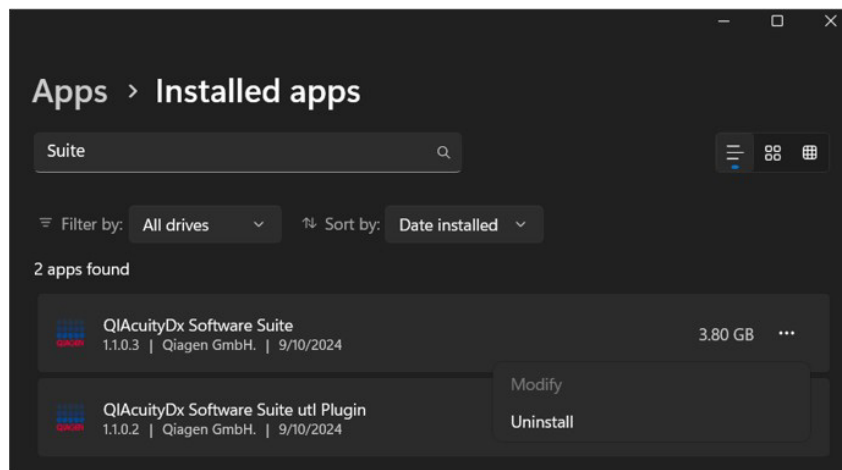 Apps > Installed apps
Suite
Filter by: All drives Sort by: Date installed
2 apps found
QIAcuityDx Software Suite
1.1.0.3 | Qiagen GmbH. | 9/10/2024
3.80 GB ...
Modify
Uninstall
QIAcuityDx Software Suite utl Plugin
1.1.0.2 | Qiagen GmbH. | 9/10/2024
QIAGEN
QIAGEN